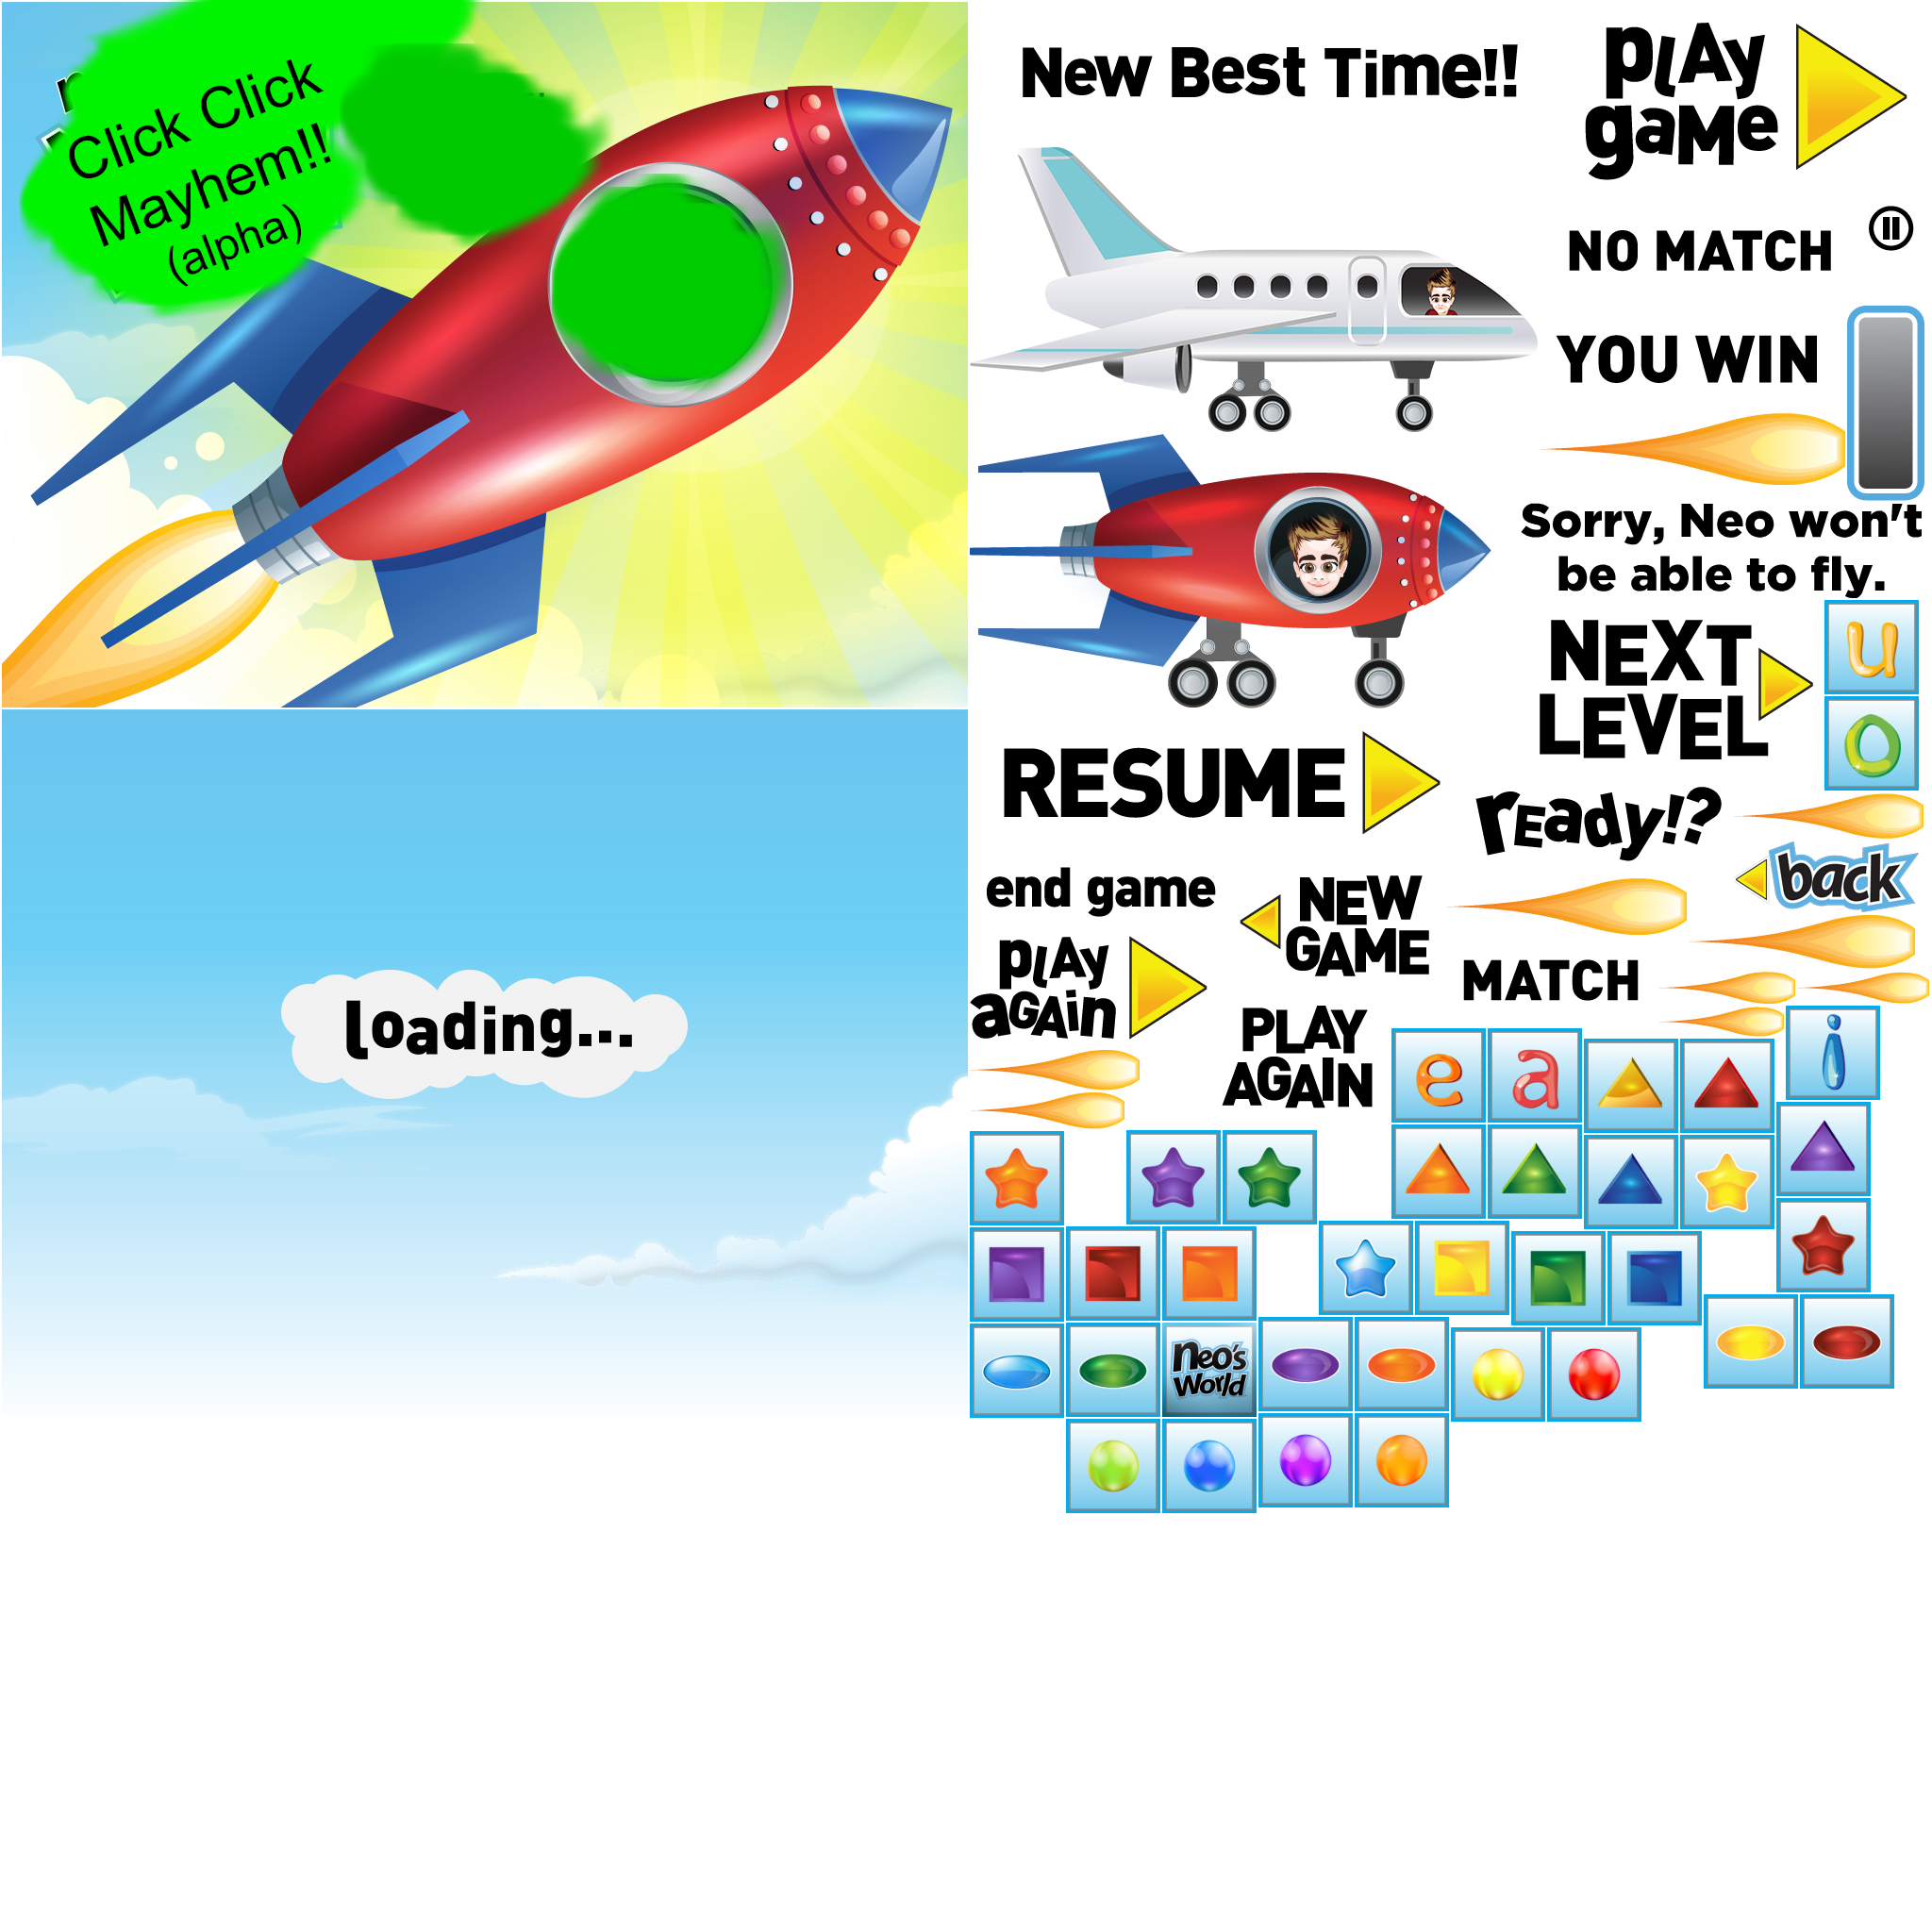 Click Click
Mayhem!!
(alpha)
New Best Time!!
plAy
gaMe
NO MATCH
YOU WIN
Sorry, Neo won't
be able to fly.
NEXT
LEVEL
u
o
RESUME
rEady!?
back
end game
NEW
GAME
plAy
aGAin
MATCH
PLAY
AGAIN
loading...
i
e a
neo's
World